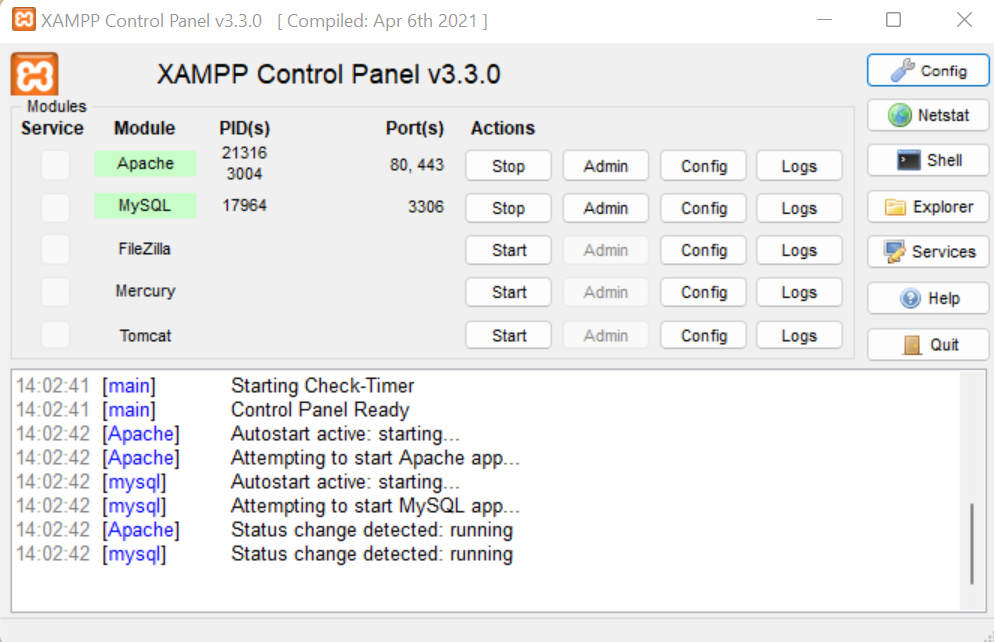 XAMPP Control Panel v3.3.0 [ Compiled: Apr 6th 2021 ]
XAMPP Control Panel v3.3.0
Config
Modules
Service Module PID(s) Port(s) Actions
Netstat
Apache 21316 3004 80, 443 Stop Admin Config Logs
Shell
MySQL 17964 3306 Stop Admin Config Logs
Explorer
FileZilla Start Admin Config Logs
Services
Mercury Start Admin Config Logs
Help
Tomcat Start Admin Config Logs
Quit
14:02:41 [main] Starting Check-Timer
14:02:41 [main] Control Panel Ready
14:02:42 [Apache] Autostart active: starting...
14:02:42 [Apache] Attempting to start Apache app...
14:02:42 [mysql] Autostart active: starting...
14:02:42 [mysql] Attempting to start MySQL app...
14:02:42 [Apache] Status change detected: running
14:02:42 [mysql] Status change detected: running